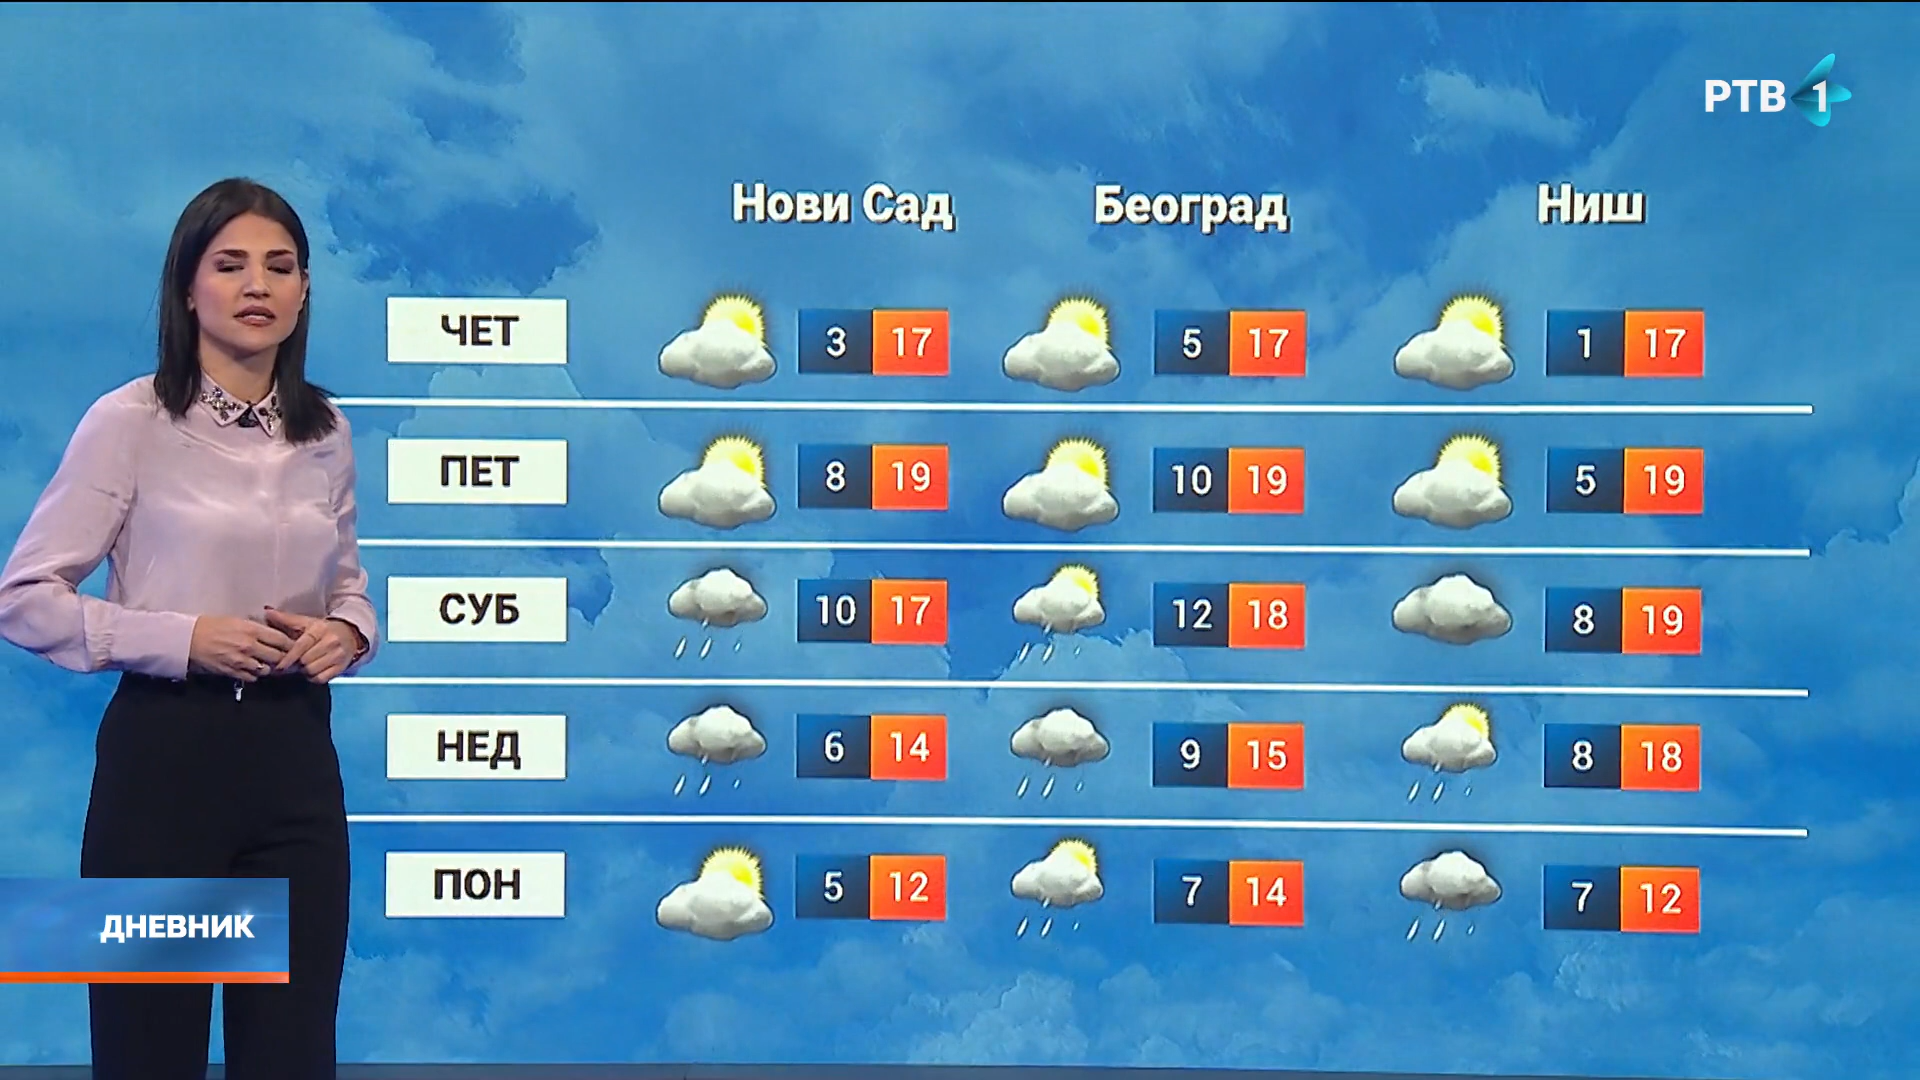 РТВ 1
Нови Сад Београд Ниш
ЧЕТ 3 17 5 17 1 17
ПЕТ 8 19 10 19 5 19
СУБ 10 17 12 18 8 19
НЕД 6 14 9 15 8 18
ПОН 5 12 7 14 7 12
ДНЕВНИК